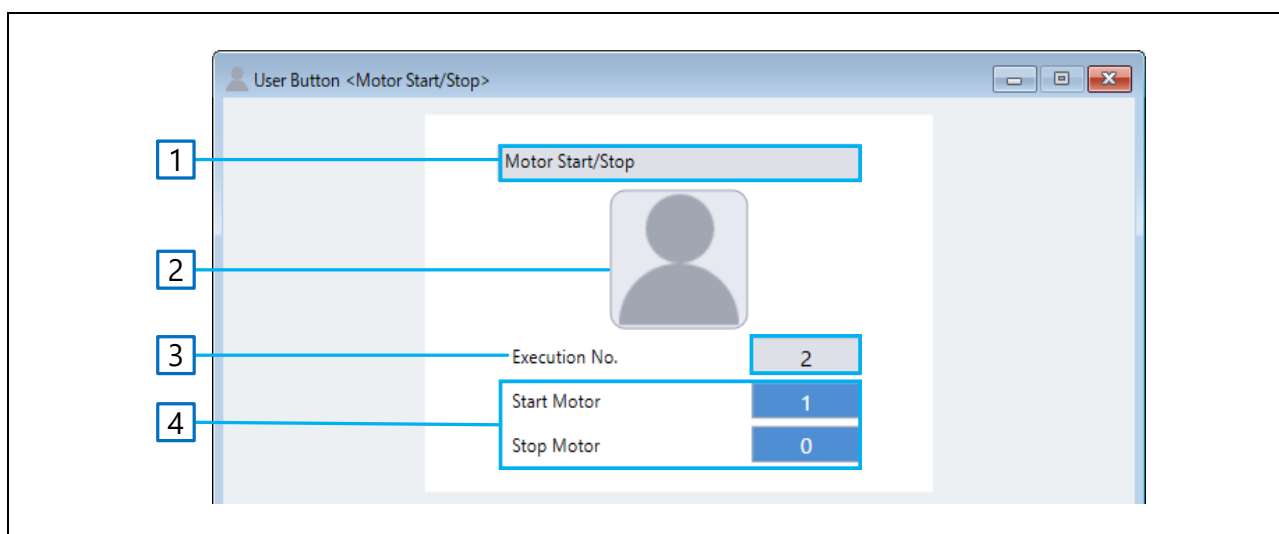 User Button <Motor Start/Stop>
1
Motor Start/Stop
2
3
Execution No.
2
4
Start Motor
1
Stop Motor
0